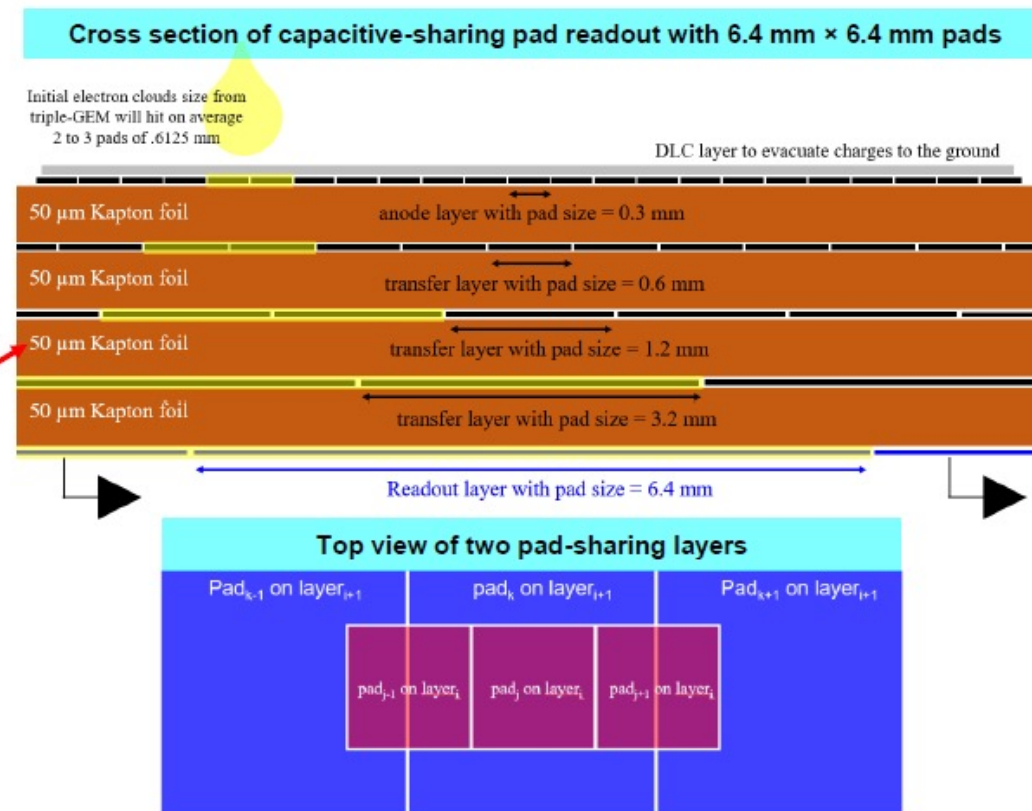 Cross section of capacitive-sharing pad readout with 6.4 mm × 6.4 mm pads
Initial electron clouds size from
triple-GEM will hit on average
2 to 3 pads of .6125 mm
DLC layer to evacuate charges to the ground
50 µm Kapton foil
anode layer with pad size = 0.3 mm
50 µm Kapton foil
transfer layer with pad size = 0.6 mm
50 µm Kapton foil
transfer layer with pad size = 1.2 mm
50 µm Kapton foil
transfer layer with pad size = 3.2 mm
Readout layer with pad size = 6.4 mm
Top view of two pad-sharing layers
Padk-1 on layeri+1
padk on layeri+1
Padk+1 on layeri+1
padj-1 on layeri
padj on layeri
padj+1 on layeri